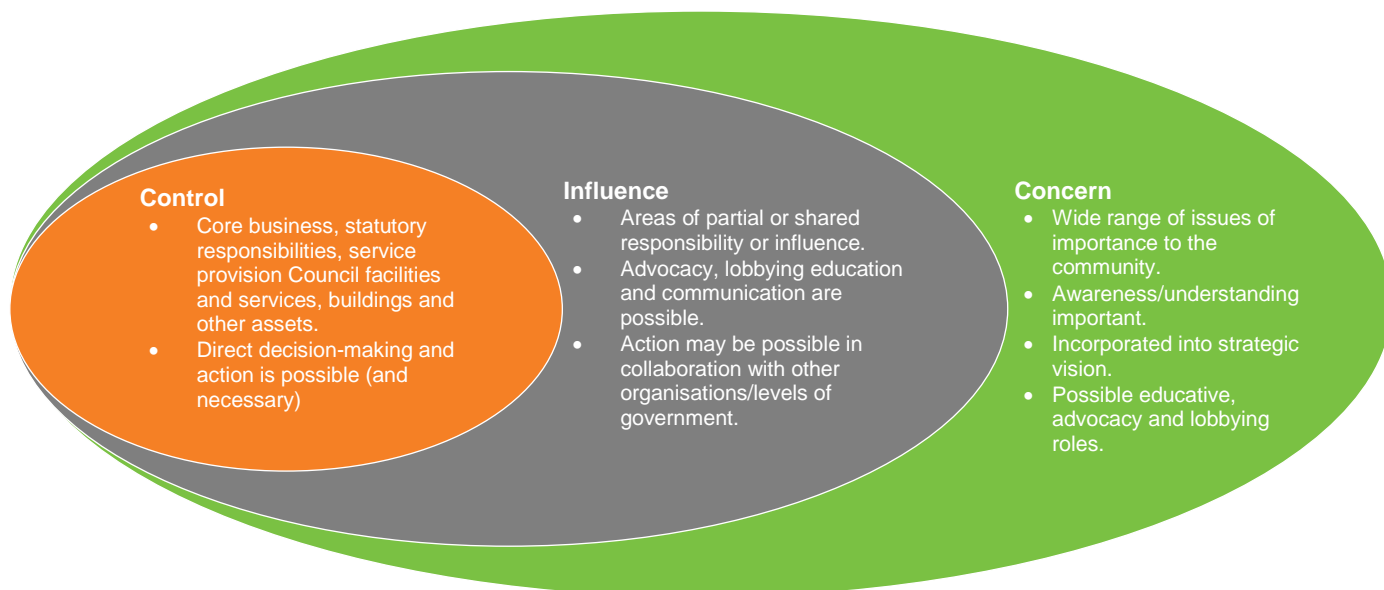 Control
• Core business, statutory
responsibilities, service
provision Council facilities
and services, buildings and
other assets.
• Direct decision-making and
action is possible (and
necessary)
Influence
• Areas of partial or shared
responsibility or influence.
• Advocacy, lobbying education
and communication are
possible.
• Action may be possible in
collaboration with other
organisations/levels of
government.
Concern
• Wide range of issues of
importance to the
community.
• Awareness/understanding
important.
• Incorporated into strategic
vision.
• Possible educative,
advocacy and lobbying
roles.